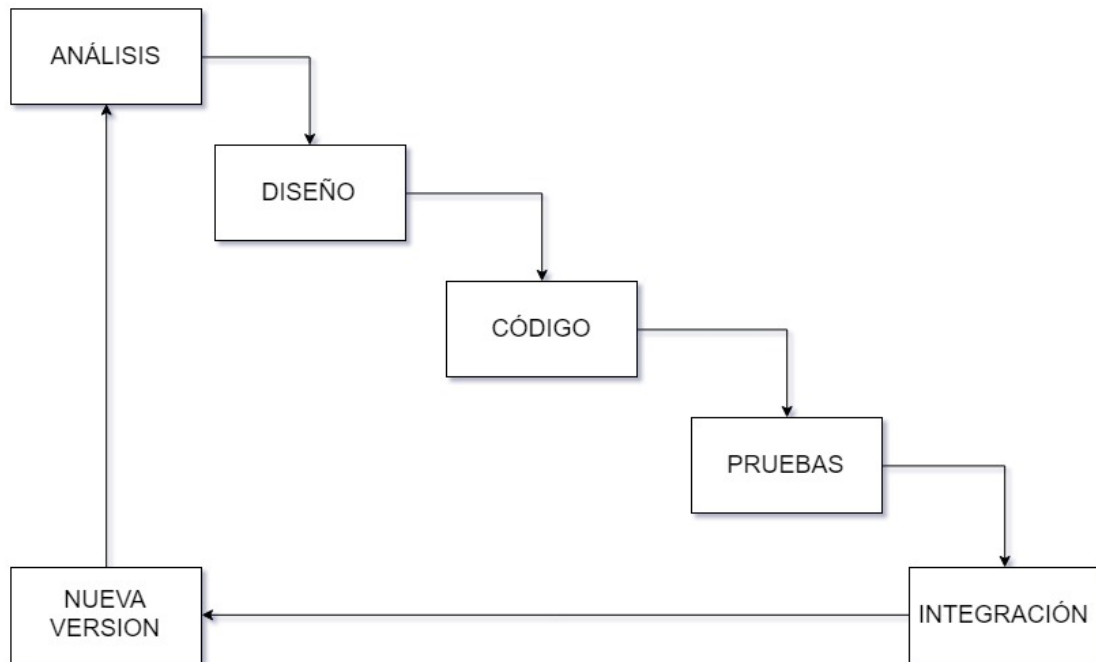 ANÁLISIS
DISEÑO
CÓDIGO
PRUEBAS
NUEVA
VERSION
INTEGRACIÓN